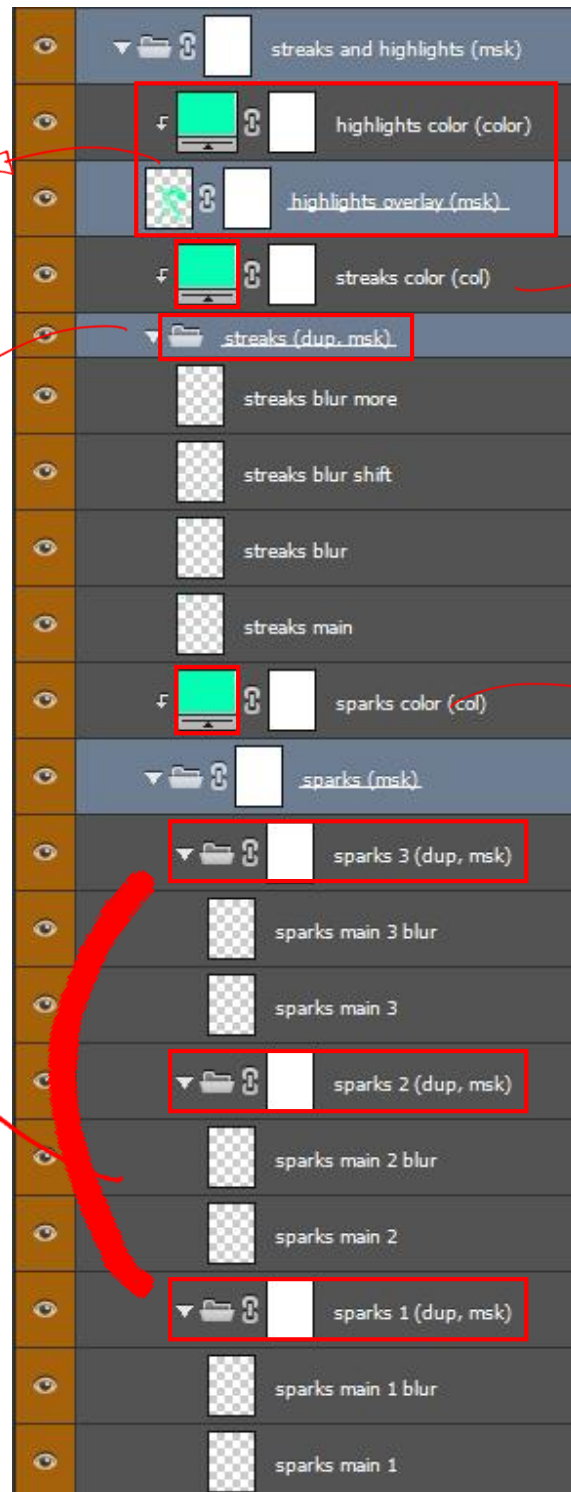 streaks and highlights (msk)
highlights color (color)
highlights overlay (msk)
streaks color (col)
streaks (dup, msk)
streaks blur more
streaks blur shift
streaks blur
streaks main
sparks color (col)
sparks (msk)
sparks 3 (dup, msk)
sparks main 3 blur
sparks main 3
sparks 2 (dup, msk)
sparks main 2 blur
sparks main 2
sparks 1 (dup, msk)
sparks main 1 blur
sparks main 1